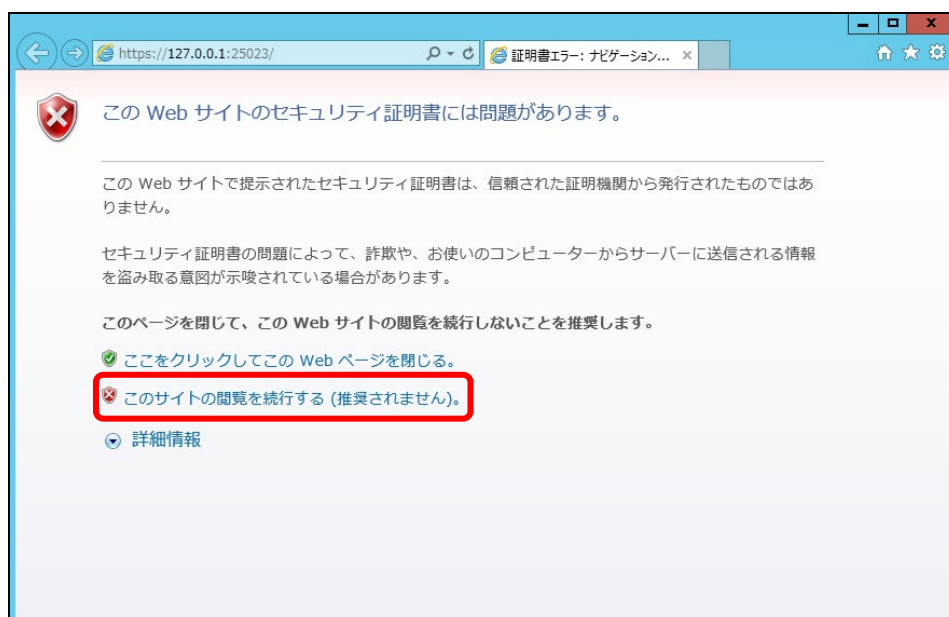 https://127.0.0.1:25023/
証明書エラー: ナビゲーション...
この Web サイトのセキュリティ証明書には問題があります。
この Web サイトで提示されたセキュリティ証明書は、信頼された証明機関から発行されたものではあ
りません。
セキュリティ証明書の問題によって、詐欺や、お使いのコンピューターからサーバーに送信される情報
を盗み取る意図が示唆されている場合があります。
このページを閉じて、この Web サイトの閲覧を続行しないことを推奨します。
ここをクリックしてこの Web ページを閉じる。
このサイトの閲覧を続行する (推奨されません)。
詳細情報